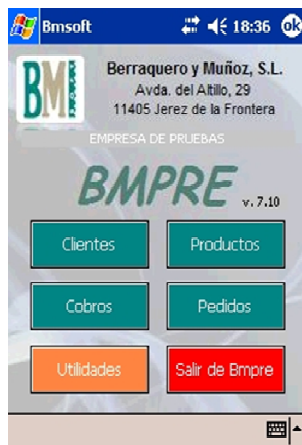 Bmsoft 18:36 ok
BM
Berraquero y Muñoz, S.L.
Avda. del Altillo, 29
11405 Jerez de la Frontera
EMPRESA DE PRUEBAS
BMPRE v. 7.10
Clientes Productos
Cobros Pedidos
Utilidades Salir de Bmpre